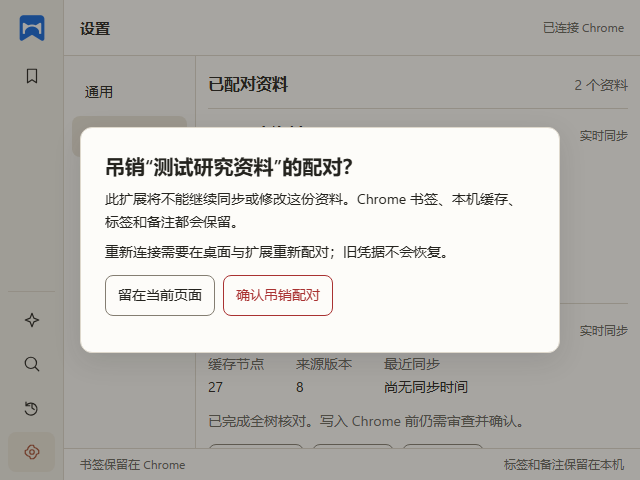 设置
已连接 Chrome
通用
已配对资料
2 个资料
实时同步
吊销“测试研究资料”的配对？
此扩展将不能继续同步或修改这份资料。Chrome 书签、本机缓存、
标签和备注都会保留。
重新连接需要在桌面与扩展重新配对；旧凭据不会恢复。
留在当前页面
确认吊销配对
实时同步
缓存节点
来源版本
最近同步
27
8
尚无同步时间
已完成全树核对。写入 Chrome 前仍需审查并确认。
书签保留在 Chrome
标签和备注保留在本机